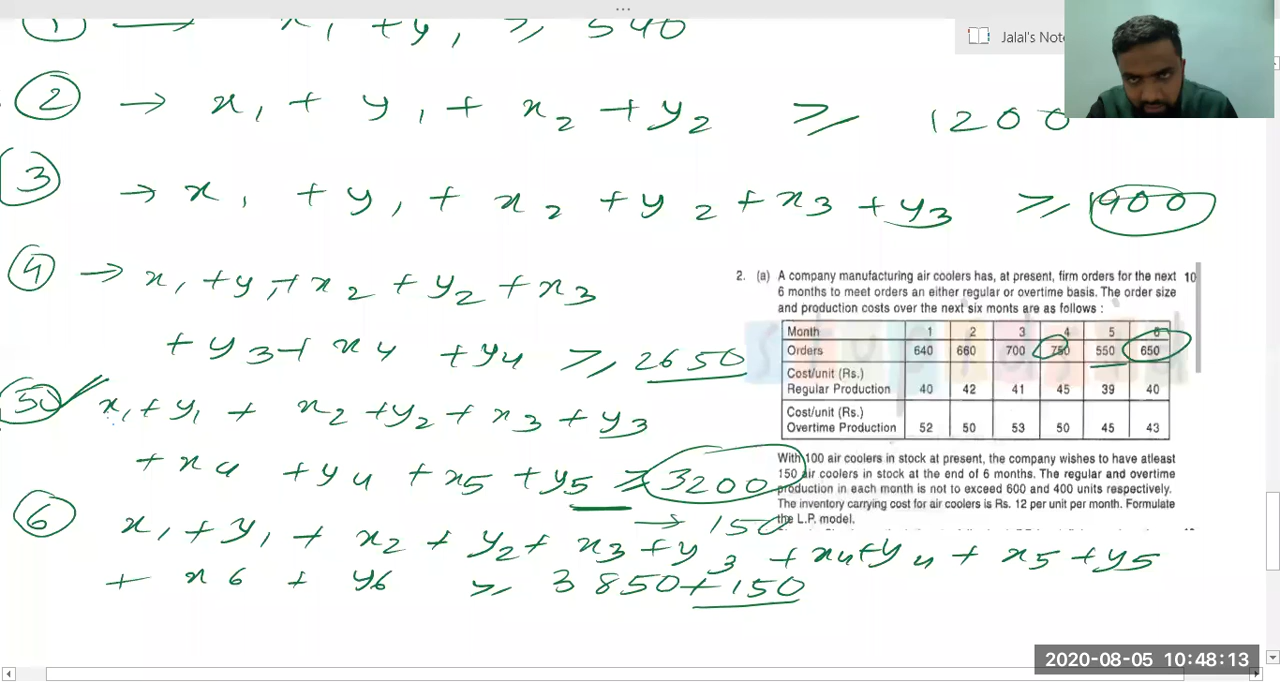 Jalal's Note
① → x₁ + y₁ ≥ 540
② → x₁ + y₁ + x₂ + y₂ ≥ 1200
③ → x₁ + y₁ + x₂ + y₂ + x₃ + y₃ ≥ 1900
④ → x₁ + y₁ + x₂ + y₂ + x₃
+ y₃ + x₄ + y₄ ≥ 2650
x₁ + y₁ + x₂ + y₂ + x₃ + y₃
+ x₄ + y₄ + x₅ + y₅ ≥ 3200
→ 150
⑥ x₁ + y₁ + x₂ + y₂ + x₃ + y₃ + x₄ + y₄ + x₅ + y₅
+ x₆ + y₆ ≥ 3850 + 150
2. (a) A company manufacturing air coolers has, at present, firm orders for the next 10
6 months to meet orders an either regular or overtime basis. The order size
and production costs over the next six monts are as follows :
Month 1 2 3 4 5 6
Orders 640 660 700 750 550 650
Cost/unit (Rs.)
Regular Production 40 42 41 45 39 40
Cost/unit (Rs.)
Overtime Production 52 50 53 50 45 43
With 100 air coolers in stock at present, the company wishes to have atleast
150 air coolers in stock at the end of 6 months. The regular and overtime
production in each month is not to exceed 600 and 400 units respectively.
The inventory carrying cost for air coolers is Rs. 12 per unit per month. Formulate
the L.P. model.
2020-08-05 10:48:13